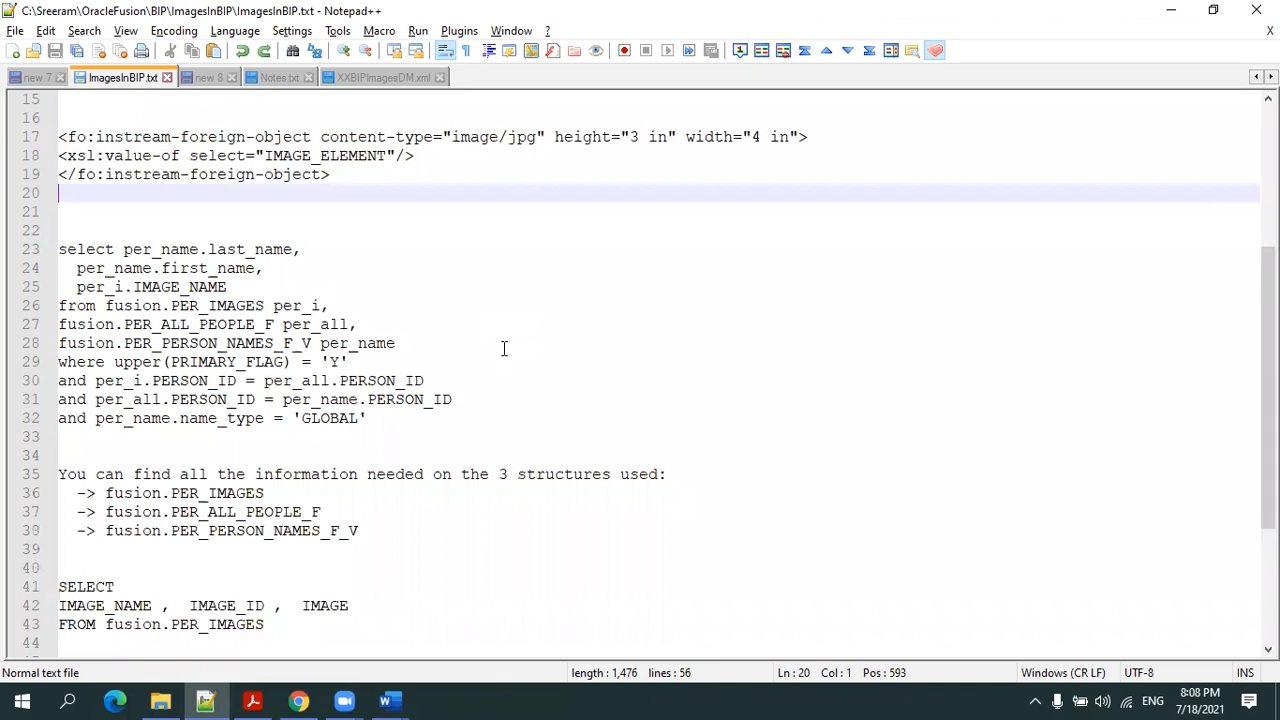 C:\Sreeram\OracleFusion\BIP\ImagesInBIP\ImagesInBIP.txt - Notepad++
File Edit Search View Encoding Language Settings Tools Macro Run Plugins Window ? X
new 7 ImagesInBIP.txt new 8 Notes.txt XXBIPImagesDM.xml
15
16
17 <fo:instream-foreign-object content-type="image/jpg" height="3 in" width="4 in">
18 <xsl:value-of select="IMAGE_ELEMENT"/>
19 </fo:instream-foreign-object>
20
21
22
23 select per_name.last_name,
24 per_name.first_name,
25 per_i.IMAGE_NAME
26 from fusion.PER_IMAGES per_i,
27 fusion.PER_ALL_PEOPLE_F per_all,
28 fusion.PER_PERSON_NAMES_F_V per_name
29 where upper(PRIMARY_FLAG) = 'Y'
30 and per_i.PERSON_ID = per_all.PERSON_ID
31 and per_all.PERSON_ID = per_name.PERSON_ID
32 and per_name.name_type = 'GLOBAL'
33
34
35 You can find all the information needed on the 3 structures used:
36 -> fusion.PER_IMAGES
37 -> fusion.PER_ALL_PEOPLE_F
38 -> fusion.PER_PERSON_NAMES_F_V
39
40
41 SELECT
42 IMAGE_NAME , IMAGE_ID , IMAGE
43 FROM fusion.PER_IMAGES
44
Normal text file length : 1,476 lines : 56 Ln : 20 Col : 1 Pos : 593 Windows (CR LF) UTF-8 INS
ENG
8:08 PM
7/18/2021